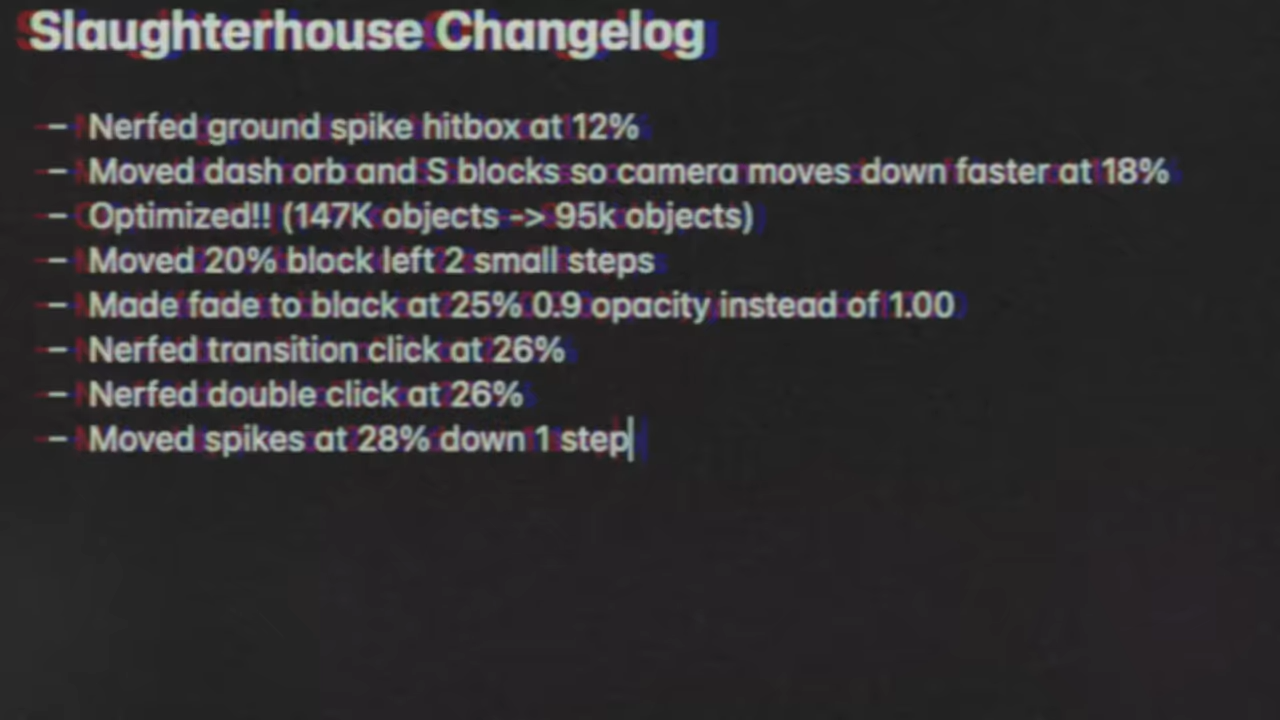 Slaughterhouse Changelog
– Nerfed ground spike hitbox at 12%
– Moved dash orb and S blocks so camera moves down faster at 18%
– Optimized!! (147K objects -> 95k objects)
– Moved 20% block left 2 small steps
– Made fade to black at 25% 0.9 opacity instead of 1.00
– Nerfed transition click at 26%
– Nerfed double click at 26%
– Moved spikes at 28% down 1 step